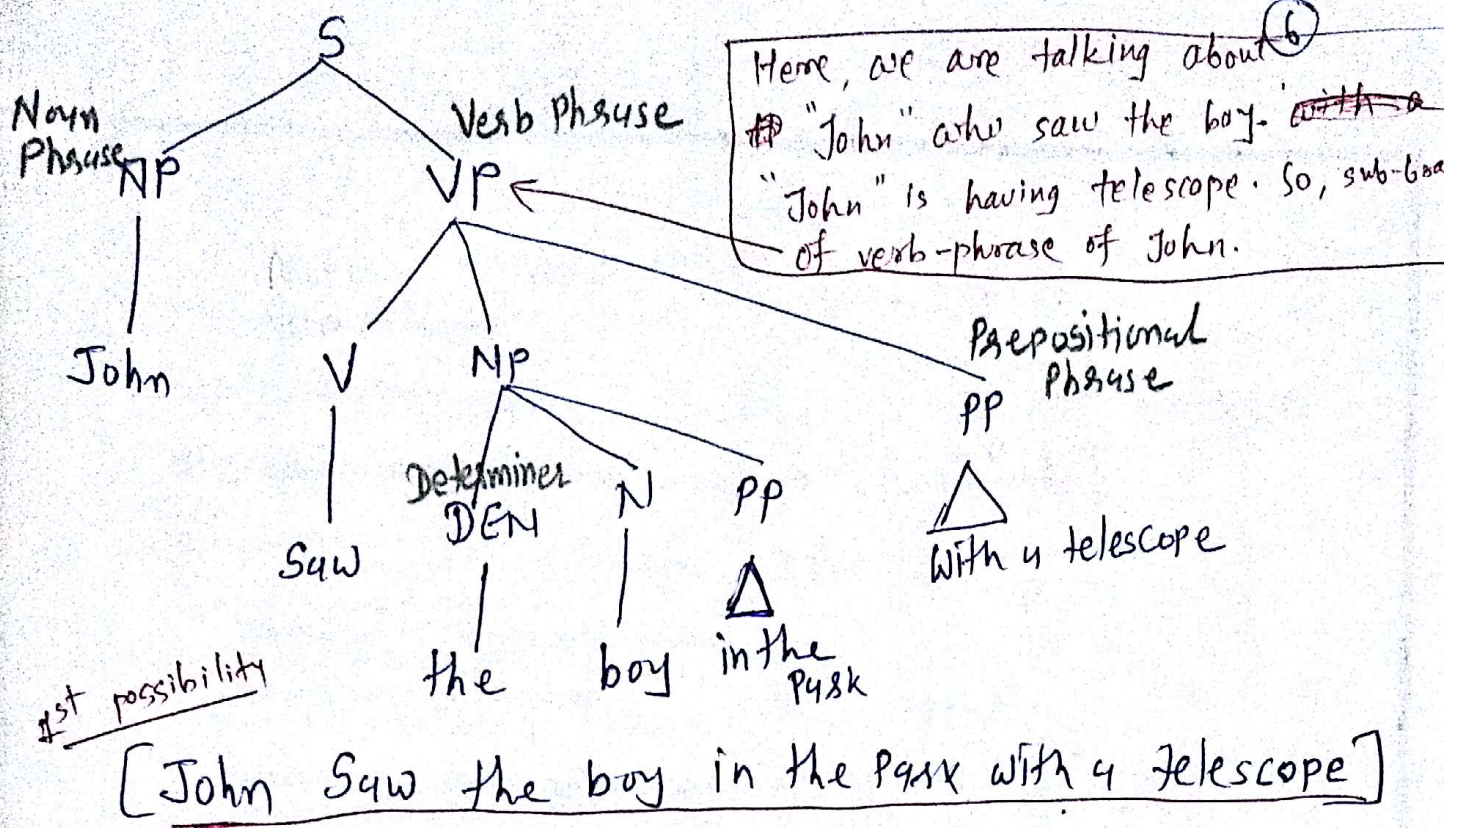 S
6
Here, we are talking about
"John" who saw the boy.
"John" is having telescope. So, sub-
of verb-phrase of John.
Noun
Phrase
NP
Verb Phrase
VP
John
V
NP
Prepositional
Phrase
PP
Determiner
DEN
N
PP
Saw
with a telescope
the
boy
in the
Park
1st possibility
[John Saw the boy in the Park with a telescope]